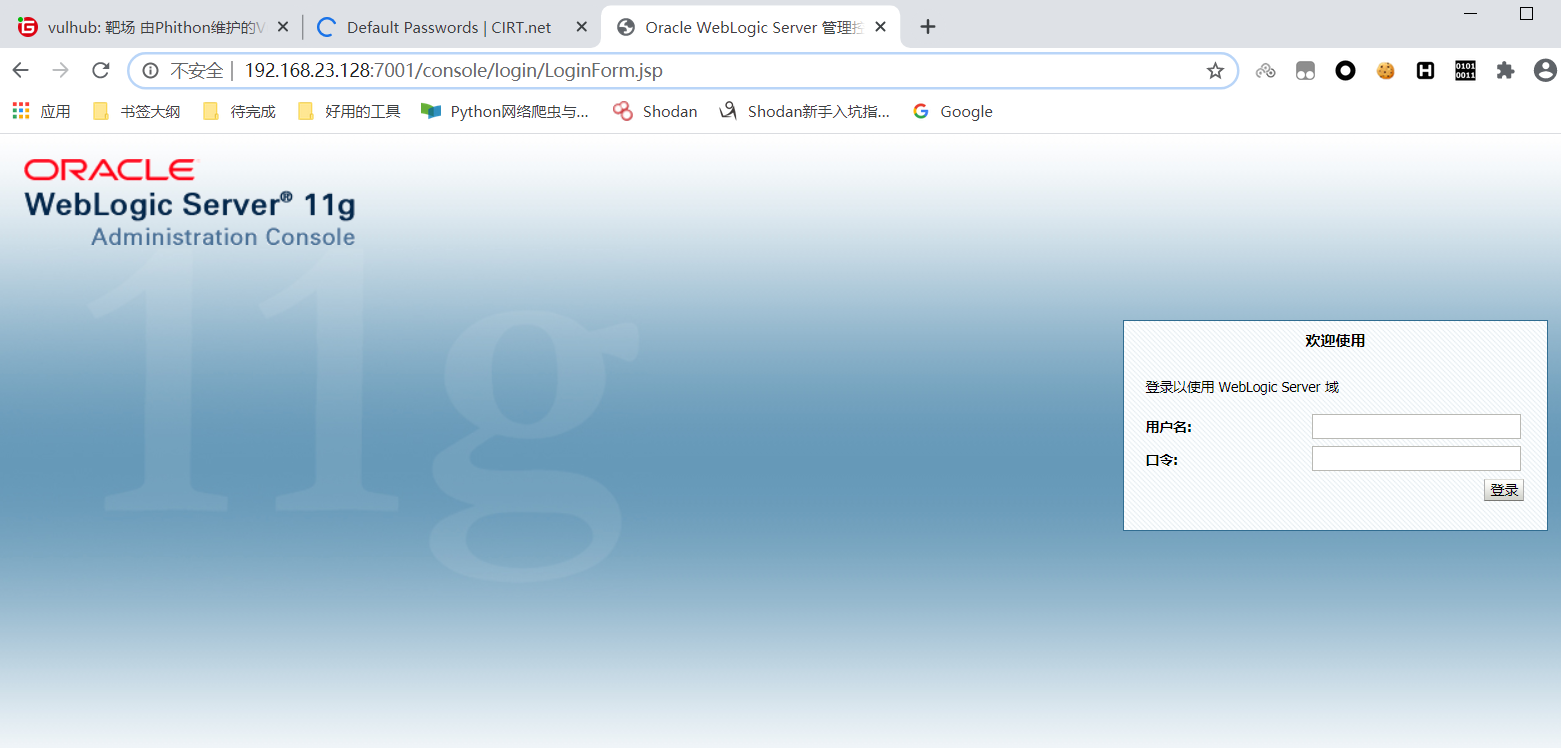 vulhub: 靶场 由Phithon维护的V
Default Passwords | CIRT.net
Oracle WebLogic Server 管理控
不安全 | 192.168.23.128:7001/console/login/LoginForm.jsp
0101
0011
应用 书签大纲 待完成 好用的工具 Python网络爬虫与... Shodan Shodan新手入坑指... Google
ORACLE
WebLogic Server® 11g
Administration Console
11g
欢迎使用
登录以使用 WebLogic Server 域
用户名:
口令:
登录